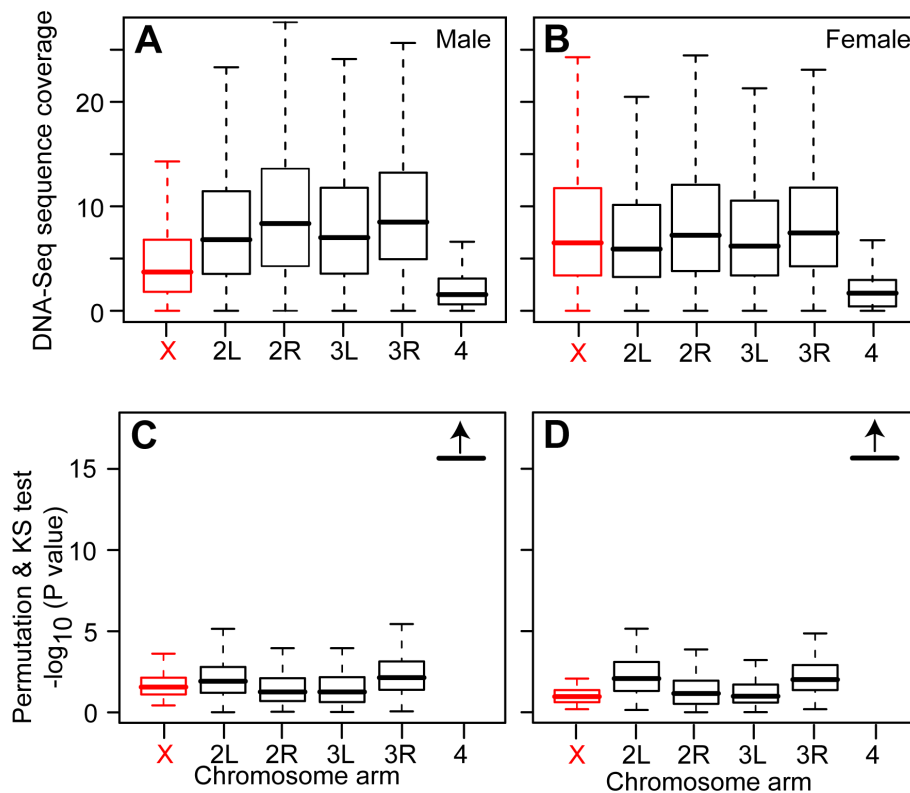 A
Male
B
Female
DNA-Seq sequence coverage
20
10
0
X 2L 2R 3L 3R 4
X 2L 2R 3L 3R 4
C
D
Permutation & KS test
-log10 (P value)
15
10
5
0
X 2L 2R 3L 3R 4
X 2L 2R 3L 3R 4
Chromosome arm
Chromosome arm